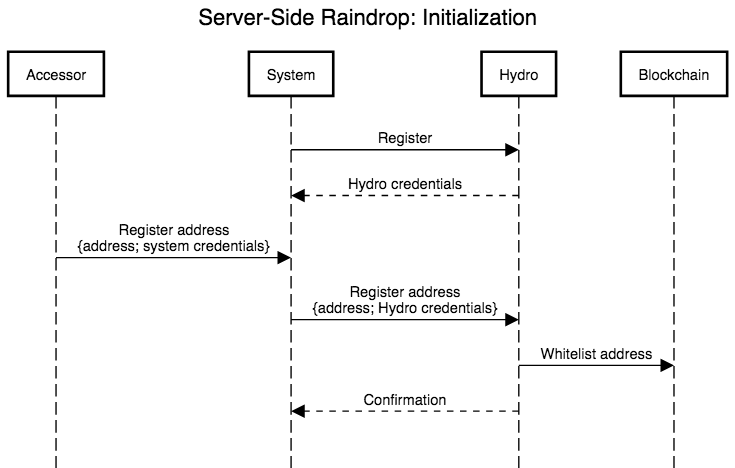 Server-Side Raindrop: Initialization
Accessor
System
Hydro
Blockchain
Register
Hydro credentials
Register address
{address; system credentials}
Register address
{address; Hydro credentials}
Whitelist address
Confirmation